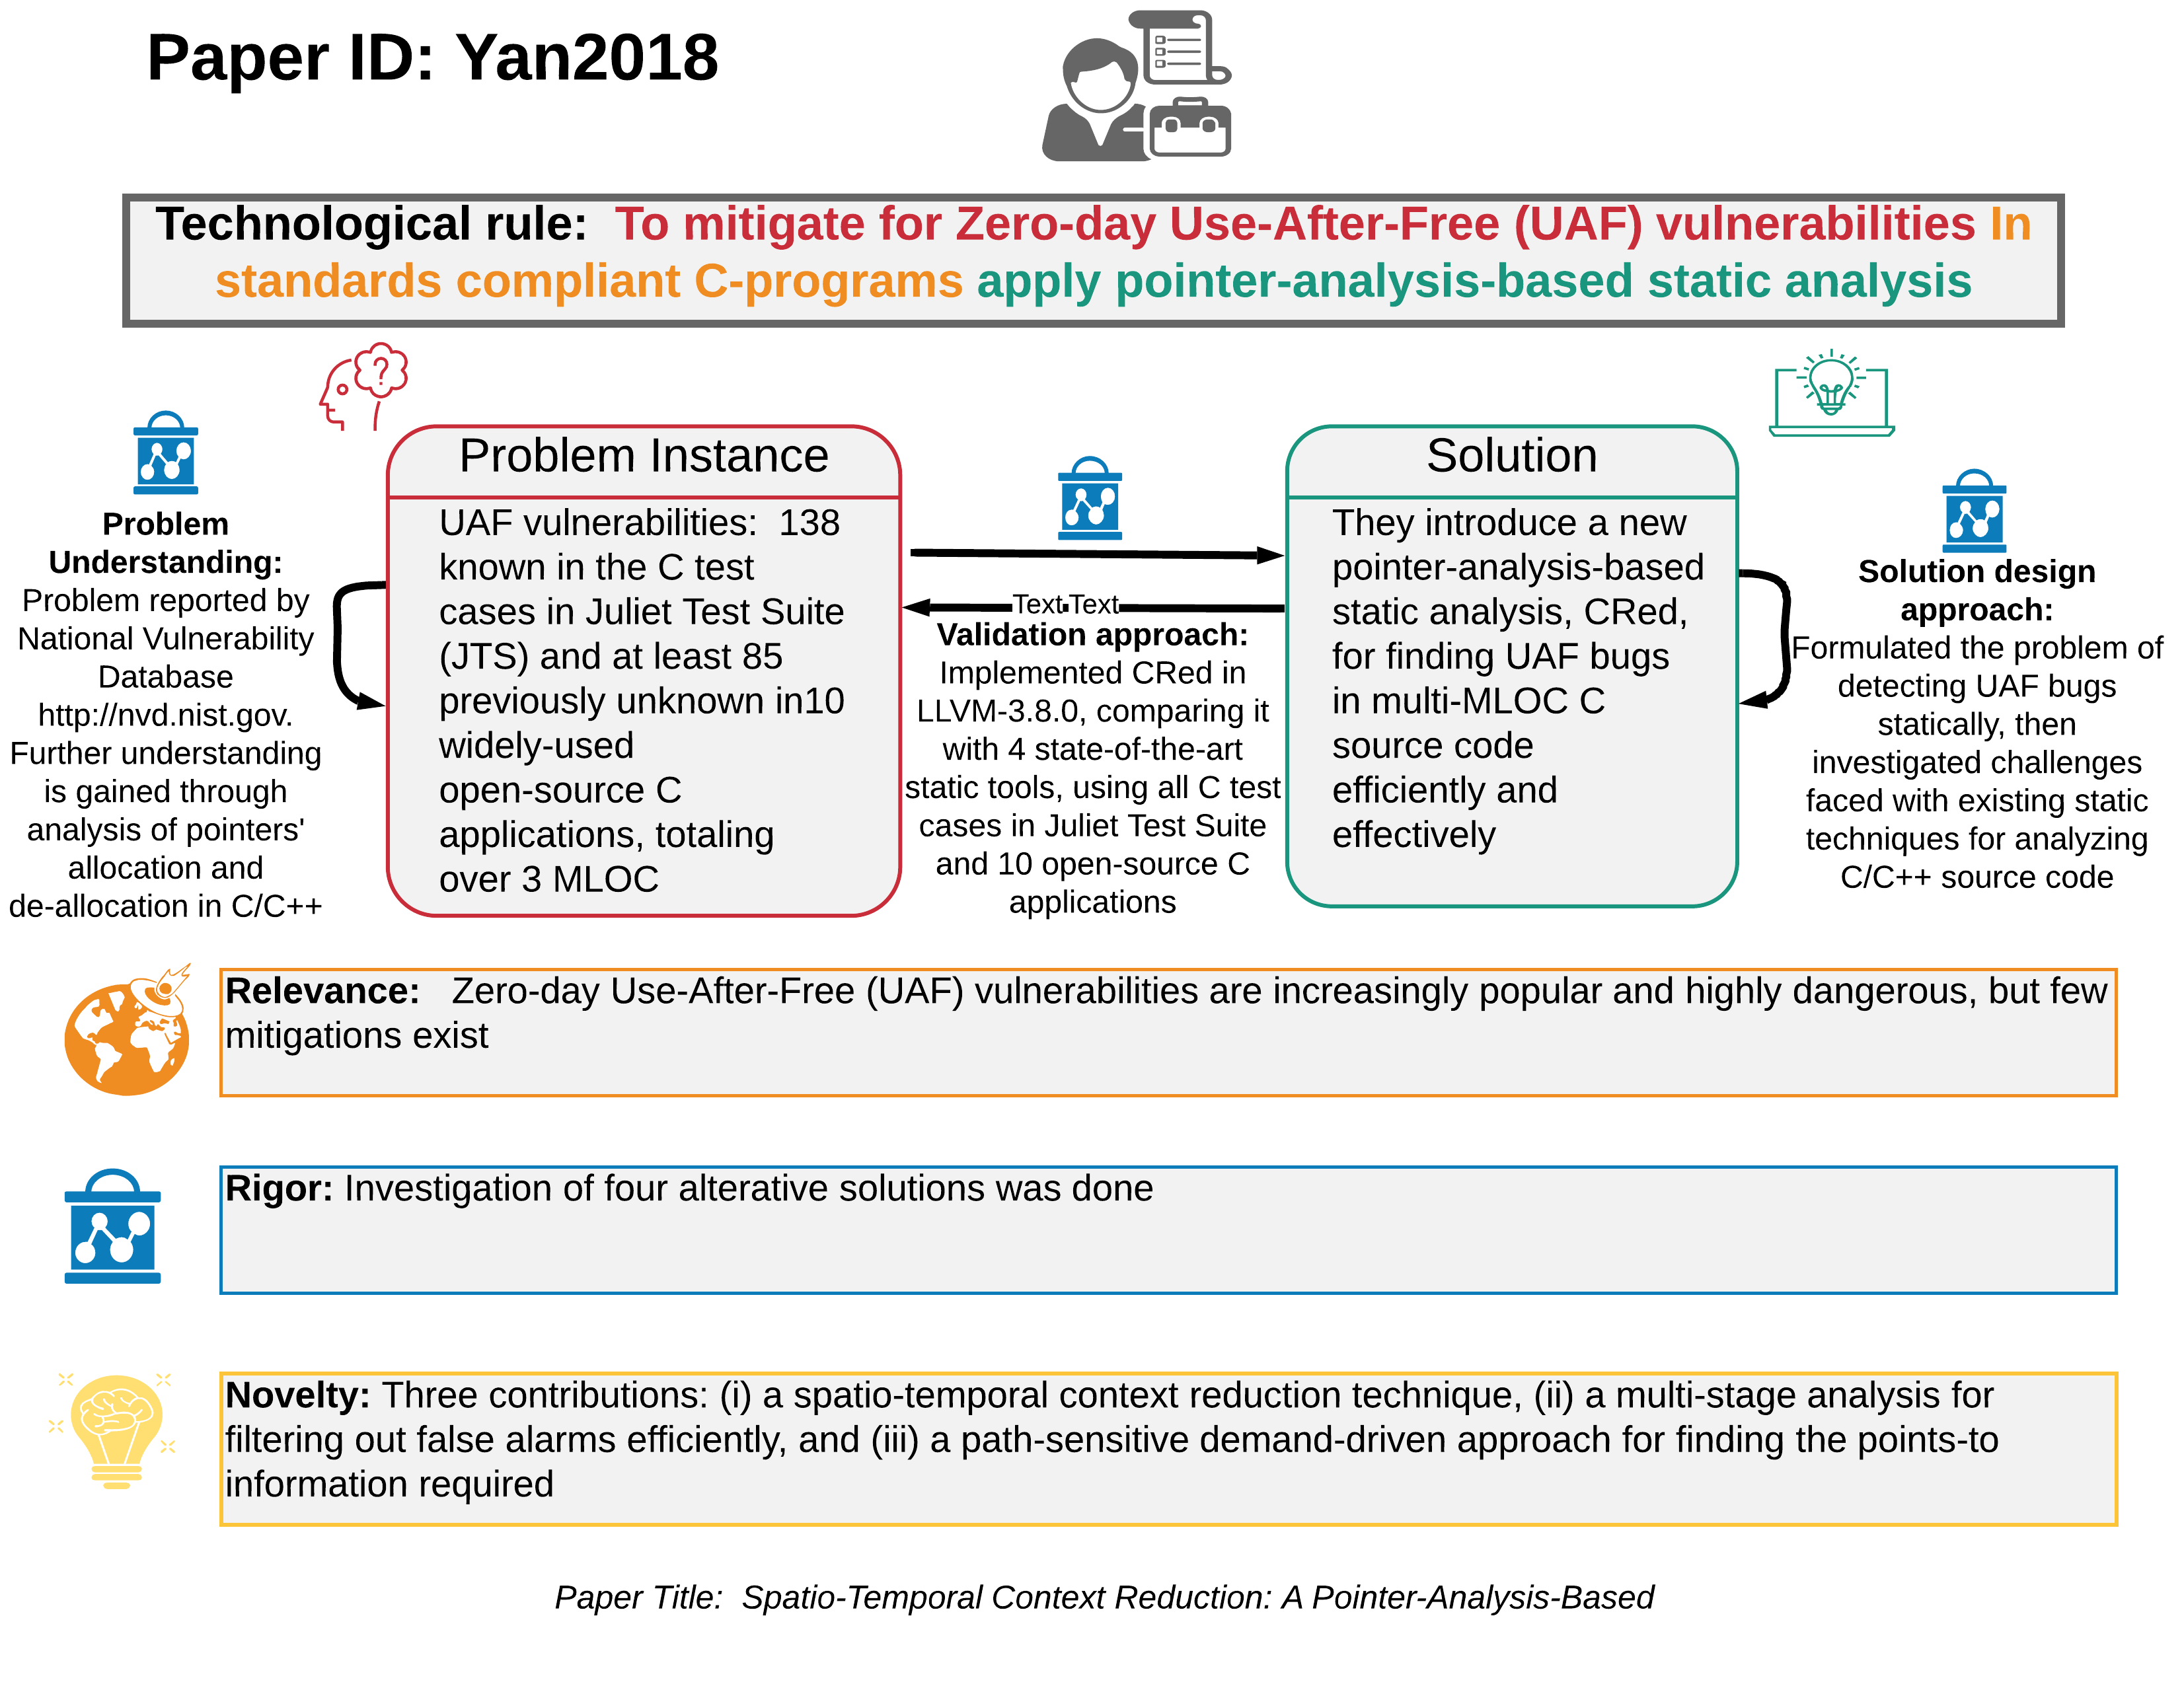 Paper ID: Yan2018
Technological rule:  To mitigate for Zero-day Use-After-Free (UAF) vulnerabilities In
standards compliant C-programs apply pointer-analysis-based static analysis
Problem
Understanding:
Problem reported by
National Vulnerability
Database
http://nvd.nist.gov.
Further understanding
is gained through
analysis of pointers'
allocation and
de-allocation in C/C++
Problem Instance
UAF vulnerabilities:  138
known in the C test
cases in Juliet Test Suite
(JTS) and at least 85
previously unknown in10
widely-used
open-source C
applications, totaling
over 3 MLOC
Text Text
Validation approach:
Implemented CRed in
LLVM-3.8.0, comparing it
with 4 state-of-the-art
static tools, using all C test
cases in Juliet Test Suite
and 10 open-source C
applications
Solution
They introduce a new
pointer-analysis-based
static analysis, CRed,
for finding UAF bugs
in multi-MLOC C
source code
efficiently and
effectively
Solution design
approach:
Formulated the problem of
detecting UAF bugs
statically, then
investigated challenges
faced with existing static
techniques for analyzing
C/C++ source code
Relevance:   Zero-day Use-After-Free (UAF) vulnerabilities are increasingly popular and highly dangerous, but few
mitigations exist
Rigor: Investigation of four alterative solutions was done
Novelty: Three contributions: (i) a spatio-temporal context reduction technique, (ii) a multi-stage analysis for
filtering out false alarms efficiently, and (iii) a path-sensitive demand-driven approach for finding the points-to
information required
Paper Title:  Spatio-Temporal Context Reduction: A Pointer-Analysis-Based